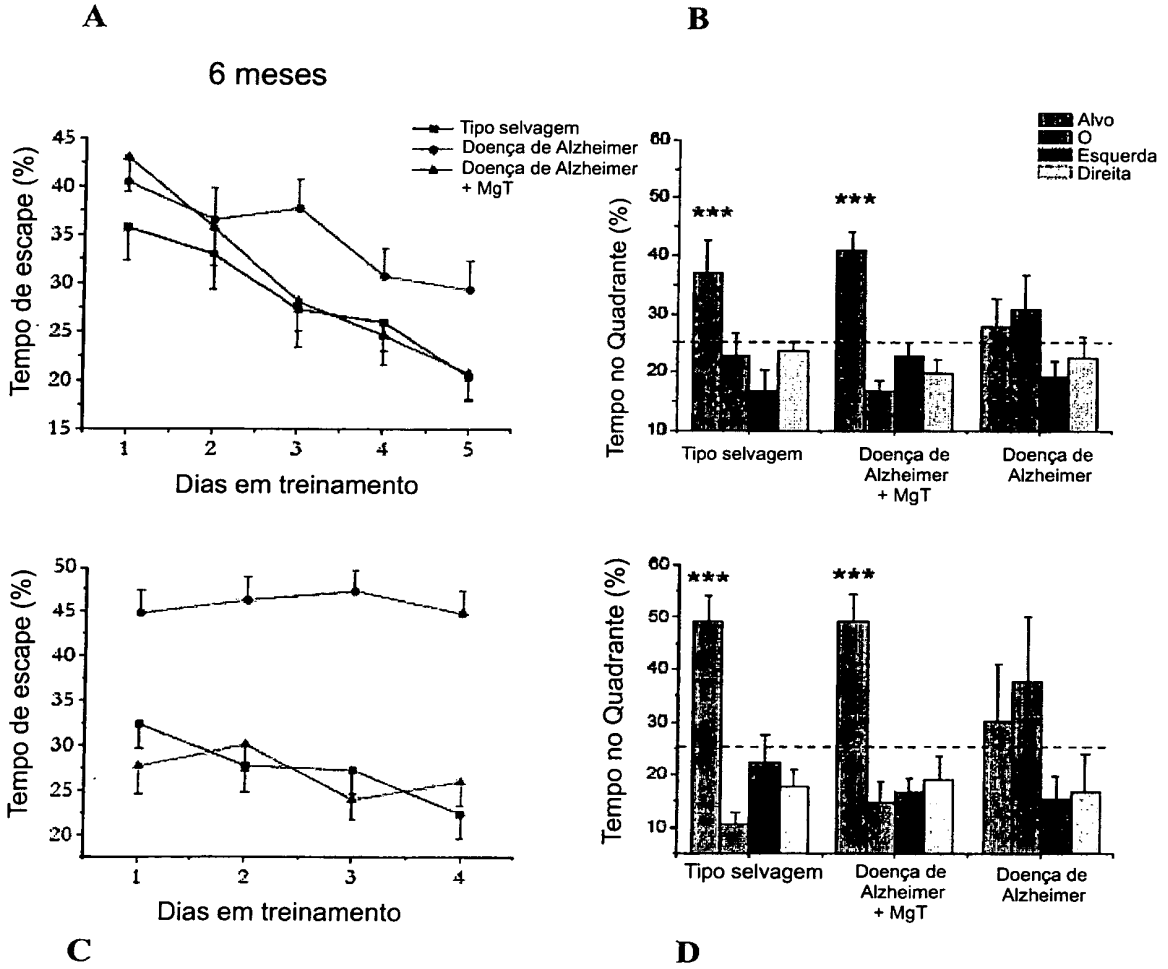 A
B
6 meses
Tipo selvagem
Doença de Alzheimer
Doença de Alzheimer
+ MgT
Tempo de escape (%)
45
40
35
30
25
20
15
1 2 3 4 5
Dias em treinamento
Alvo
O
Esquerda
Direita
Tempo no Quadrante (%)
60
50
40
30
20
10
***
***
Tipo selvagem
Doença de
Alzheimer
+ MgT
Doença de
Alzheimer
Tempo de escape (%)
50
45
40
35
30
25
20
1 2 3 4
Dias em treinamento
C
Tempo no Quadrante (%)
60
50
40
30
20
10
***
***
Tipo selvagem
Doença de
Alzheimer
+ MgT
Doença de
Alzheimer
D